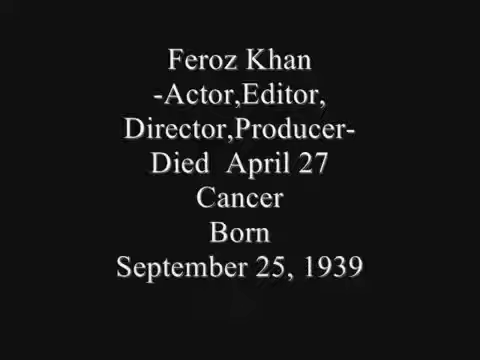 Feroz Khan
-Actor,Editor,
Director,Producer-
Died  April 27
Cancer
Born
September 25, 1939